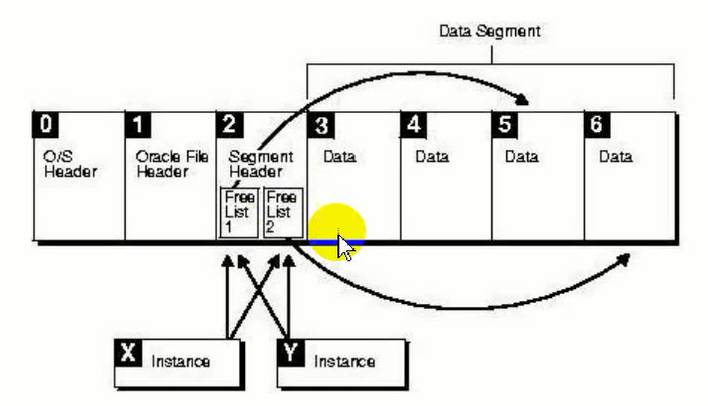 Data Segment
0
O/S
Header
1
Oracle File
Header
2
Segment
Header
Free
List
1
Free
List
2
3
Data
4
Data
5
Data
6
Data
X
Instance
Y
Instance